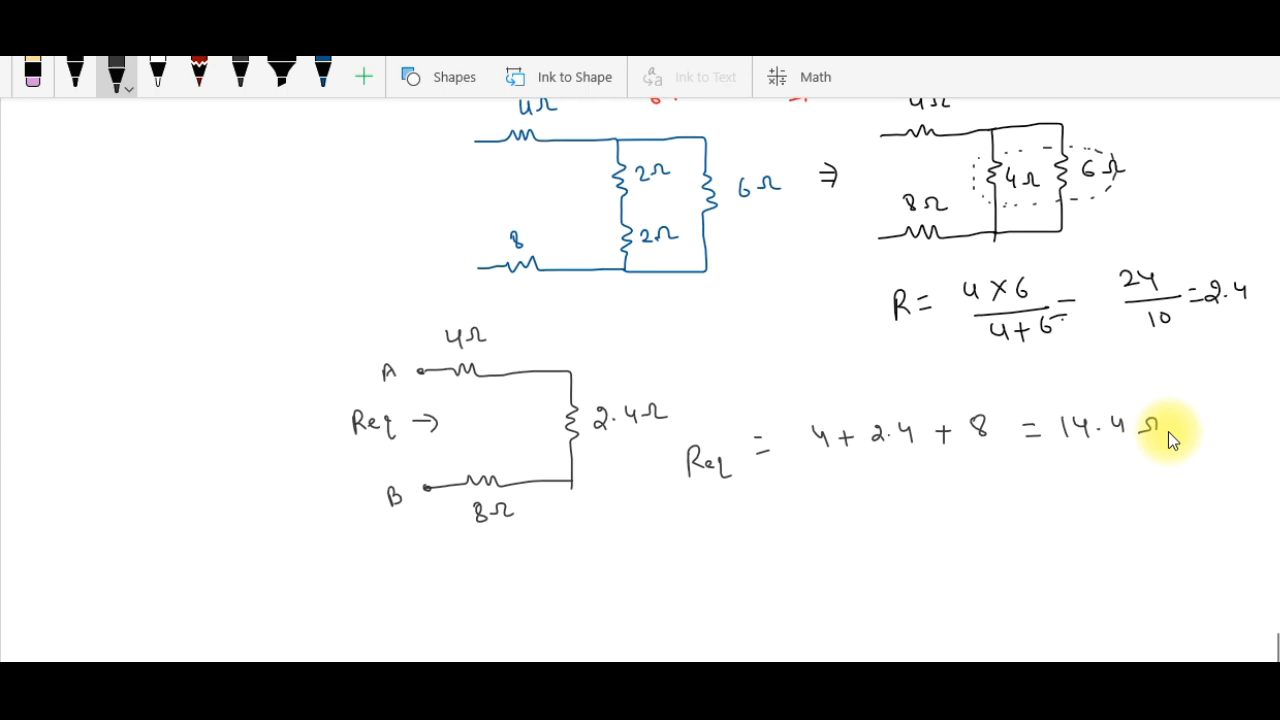 Shapes Ink to Shape Ink to Text Math
4Ω
4Ω
2Ω
6Ω
⇒
4Ω
6Ω
8Ω
8
2Ω
R = 4×6 / 4+6 = 24 / 10 = 2.4
4Ω
A
Req →
2.4Ω
Req = 4 + 2.4 + 8 = 14.4 Ω
B
8Ω